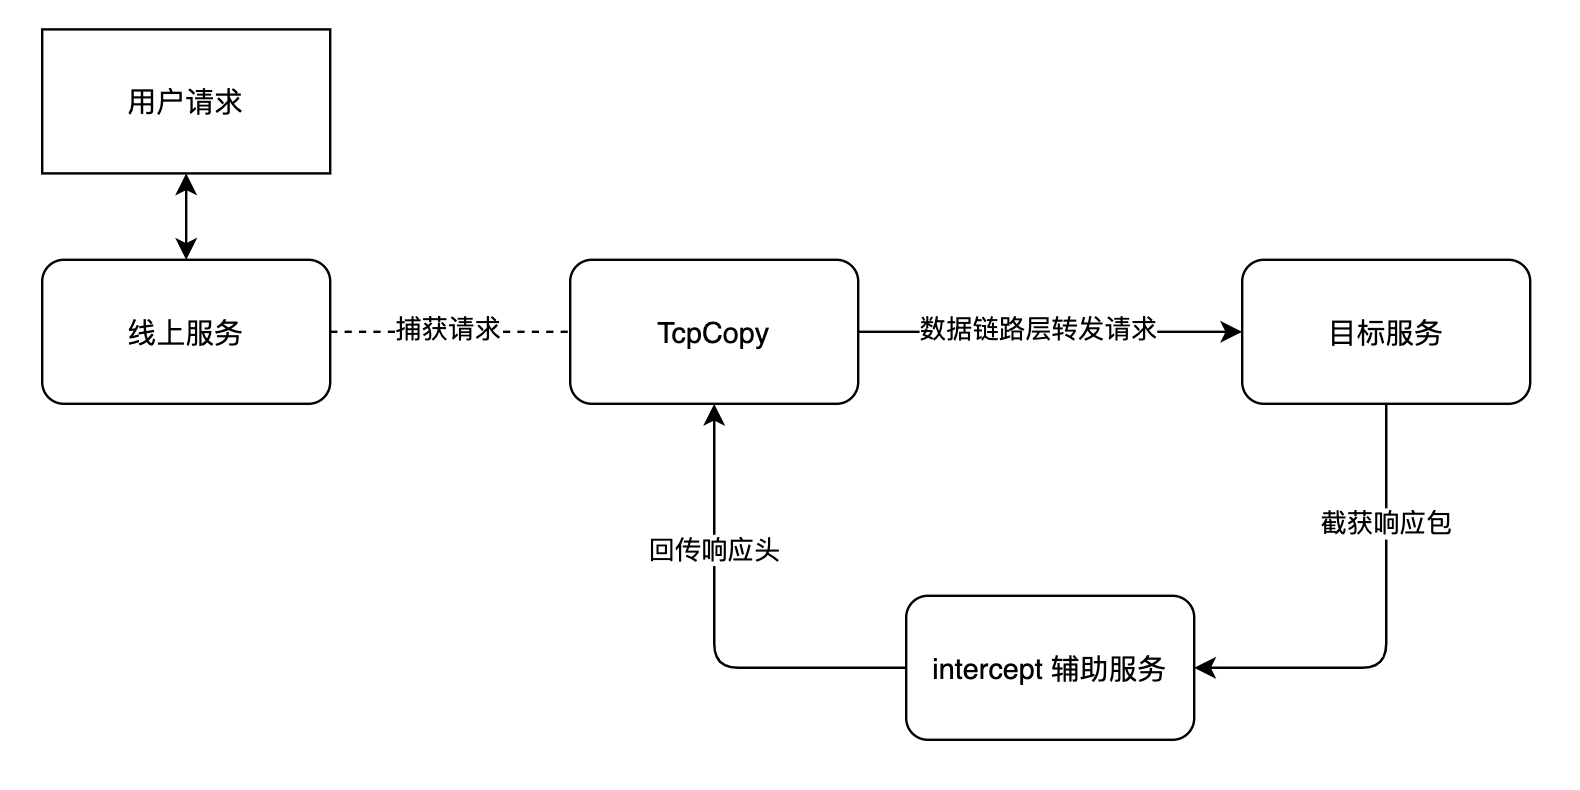 用户请求
线上服务
捕获请求
TcpCopy
数据链路层转发请求
目标服务
截获响应包
回传响应头
intercept 辅助服务